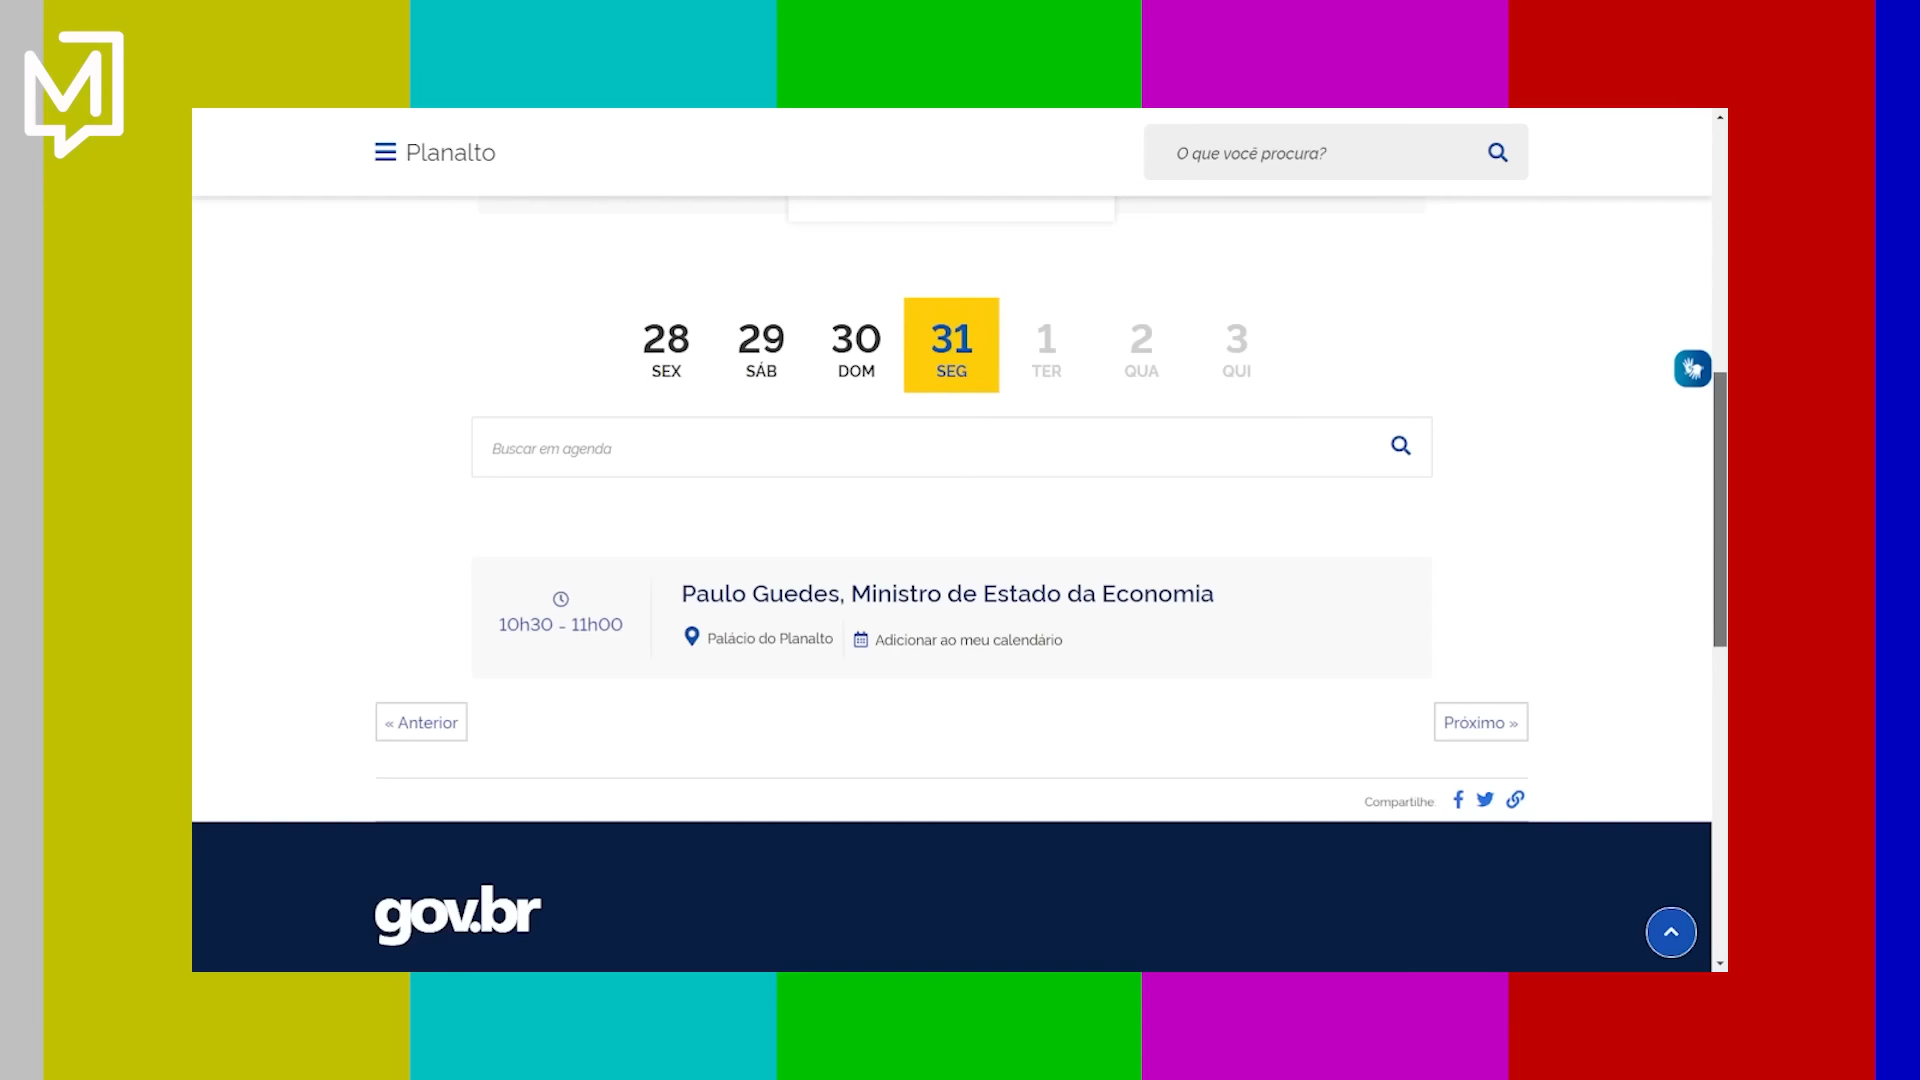 M
Planalto
O que você procura?
28 29 30 31 1 2 3
SEX SÁB DOM SEG TER QUA QUI
Buscar em agenda
Paulo Guedes, Ministro de Estado da Economia
10h30 - 11h00
Palácio do Planalto Adicionar ao meu calendário
« Anterior Próximo »
Compartilhe:
gov.br